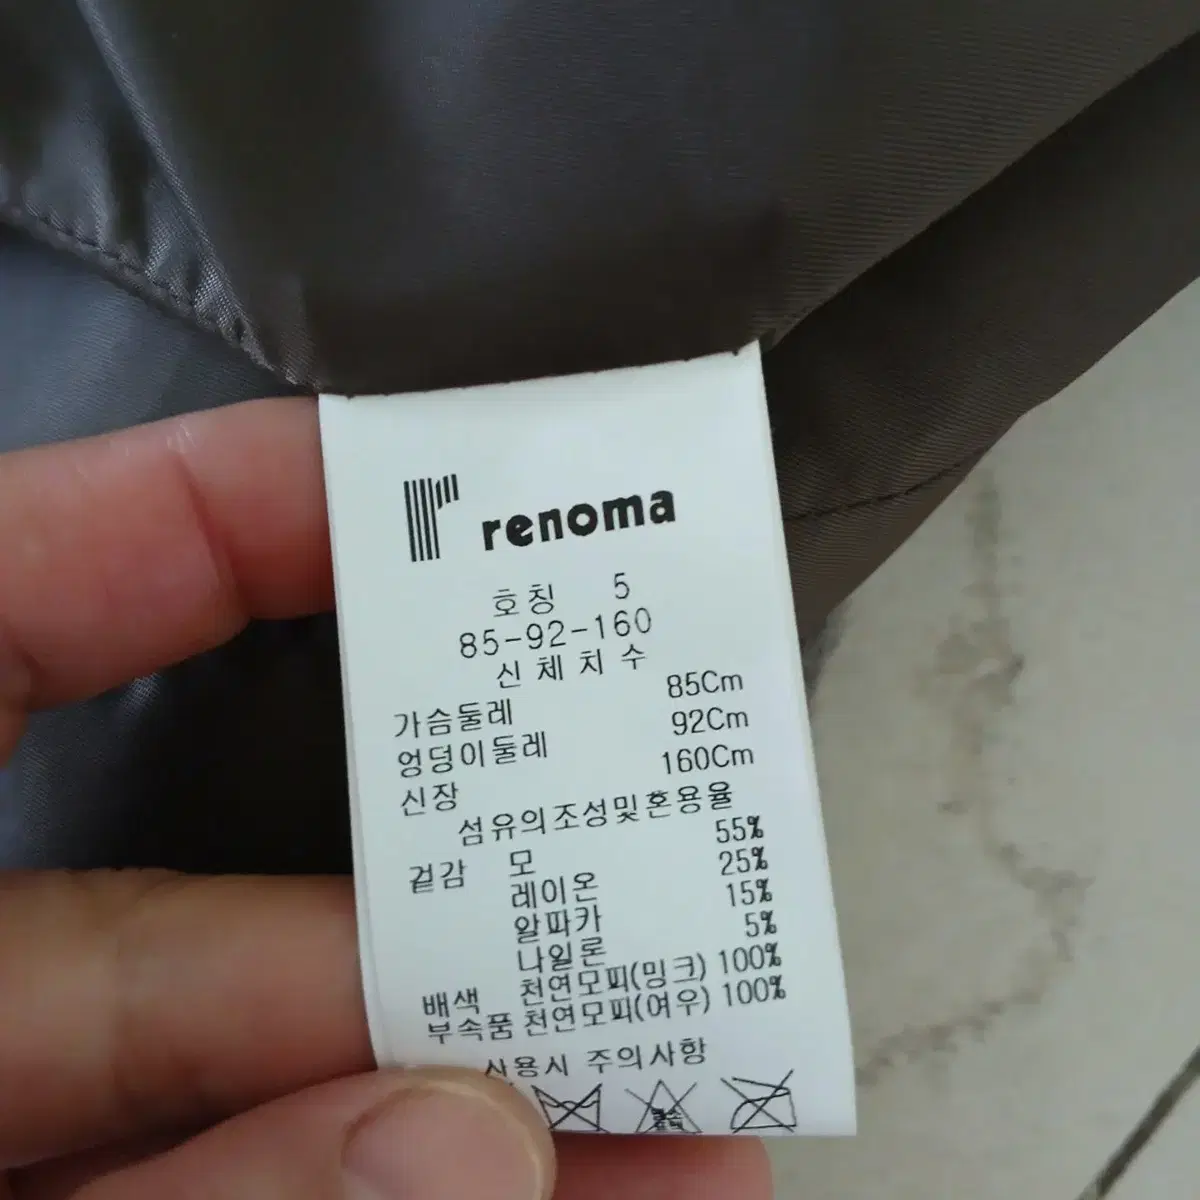 renoma
호칭 5
85-92-160
신체치수
가슴둘레 85Cm
엉덩이둘레 92Cm
신장 160Cm
섬유의조성및혼용율
겉감 모 55%
레이온 25%
알파카 15%
나일론 5%
배색 천연모피(밍크) 100%
부속품 천연모피(여우) 100%
사용시 주의사항